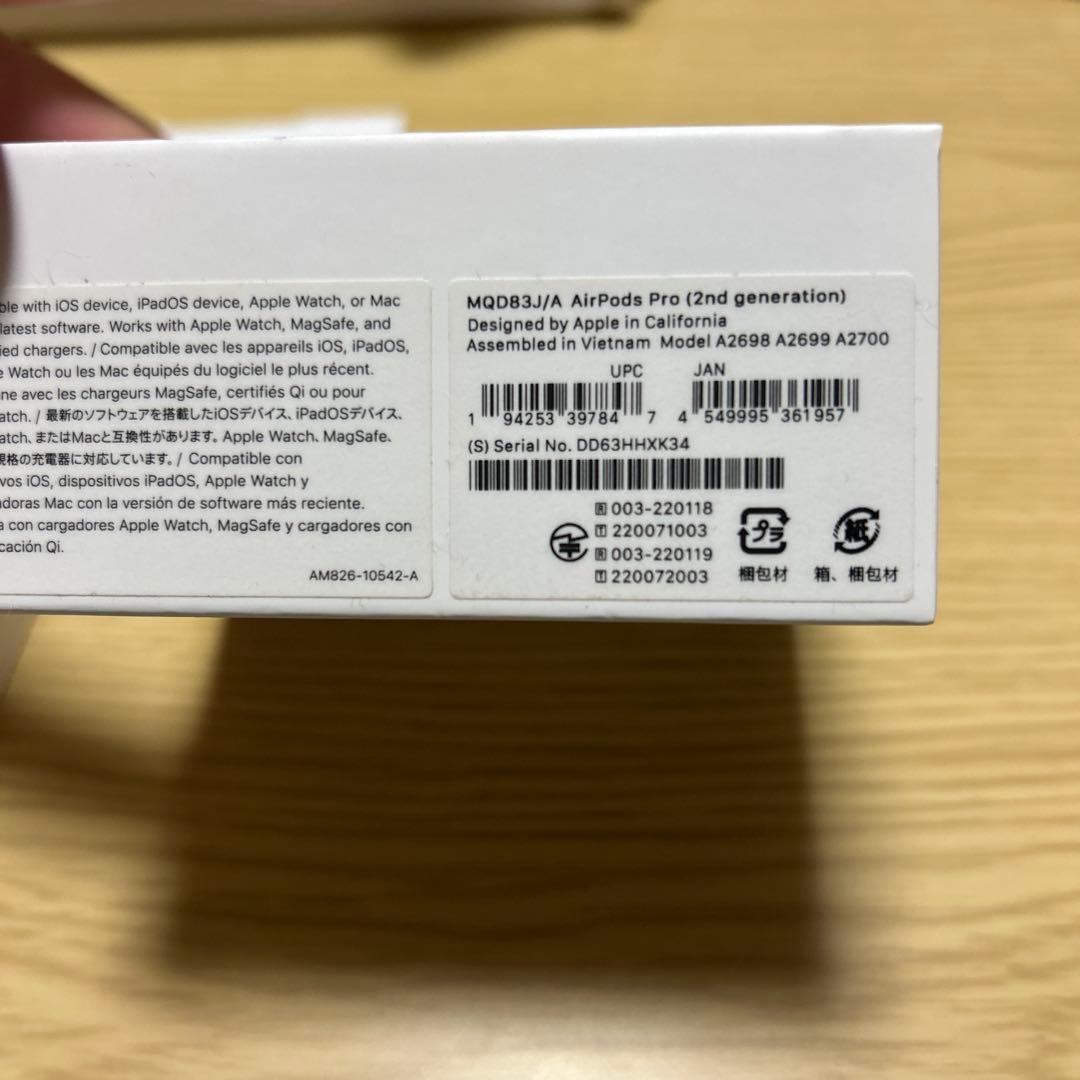 ble with iOS device, iPadOS device, Apple Watch, or Mac
latest software. Works with Apple Watch, MagSafe, and
ied chargers. / Compatible avec les appareils iOS, iPadOS,
e Watch ou les Mac équipés du logiciel le plus récent.
ne avec les chargeurs MagSafe, certifiés Qi ou pour
atch. / 最新のソフトウェアを搭載したiOSデバイス、iPadOSデバイス、
atch、またはMacと互換性があります。Apple Watch、MagSafe、
規格の充電器に対応しています。/ Compatible con
vos iOS, dispositivos iPadOS, Apple Watch y
doras Mac con la versión de software más reciente.
a con cargadores Apple Watch, MagSafe y cargadores con
cación Qi.
AM826-10542-A
MQD83J/A AirPods Pro (2nd generation)
Designed by Apple in California
Assembled in Vietnam Model A2698 A2699 A2700
UPC JAN
1 94253 39784 7 4 549995 361957
(S) Serial No. DD63HHXK34
R 003-220118
T 220071003
R 003-220119
T 220072003
プラ 紙
梱包材 箱、梱包材